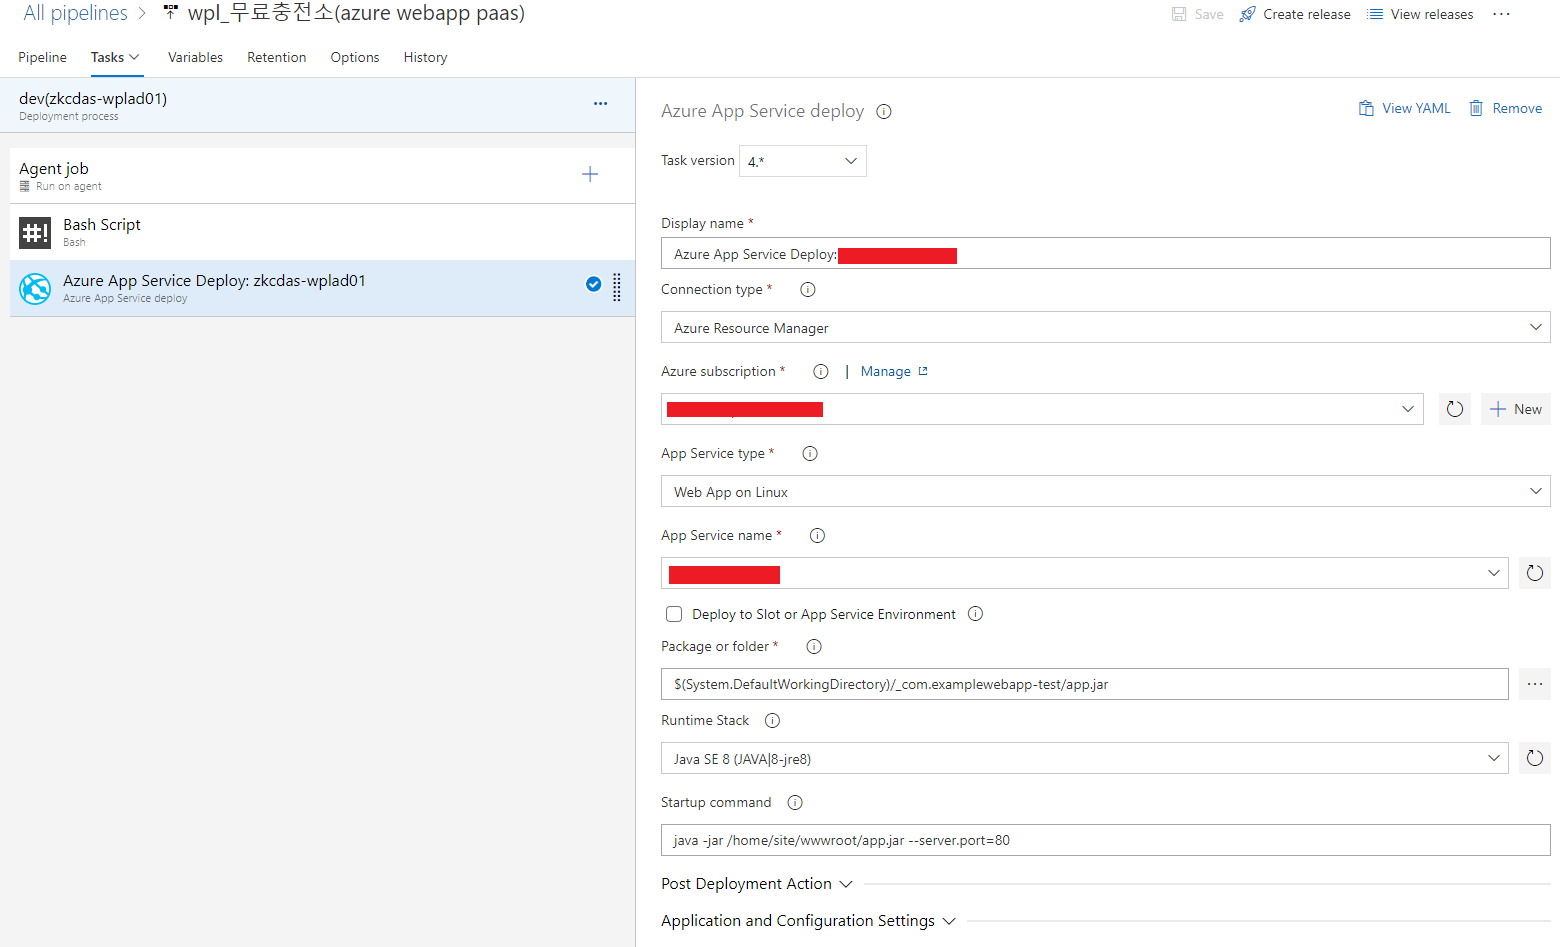 All pipelines > wpl_무료충전소(azure webapp paas)
Save Create release View releases ...
Pipeline Tasks Variables Retention Options History
dev(zkcdas-wplad01)
Deployment process
Agent job
Run on agent
Bash Script
Bash
Azure App Service Deploy: zkcdas-wplad01
Azure App Service deploy
Azure App Service deploy
View YAML Remove
Task version 4.*
Display name *
Azure App Service Deploy:
Connection type *
Azure Resource Manager
Azure subscription * | Manage
New
App Service type *
Web App on Linux
App Service name *
Deploy to Slot or App Service Environment
Package or folder *
$(System.DefaultWorkingDirectory)/_com.examplewebapp-test/app.jar
Runtime Stack
Java SE 8 (JAVA|8-jre8)
Startup command
java -jar /home/site/wwwroot/app.jar --server.port=80
Post Deployment Action
Application and Configuration Settings